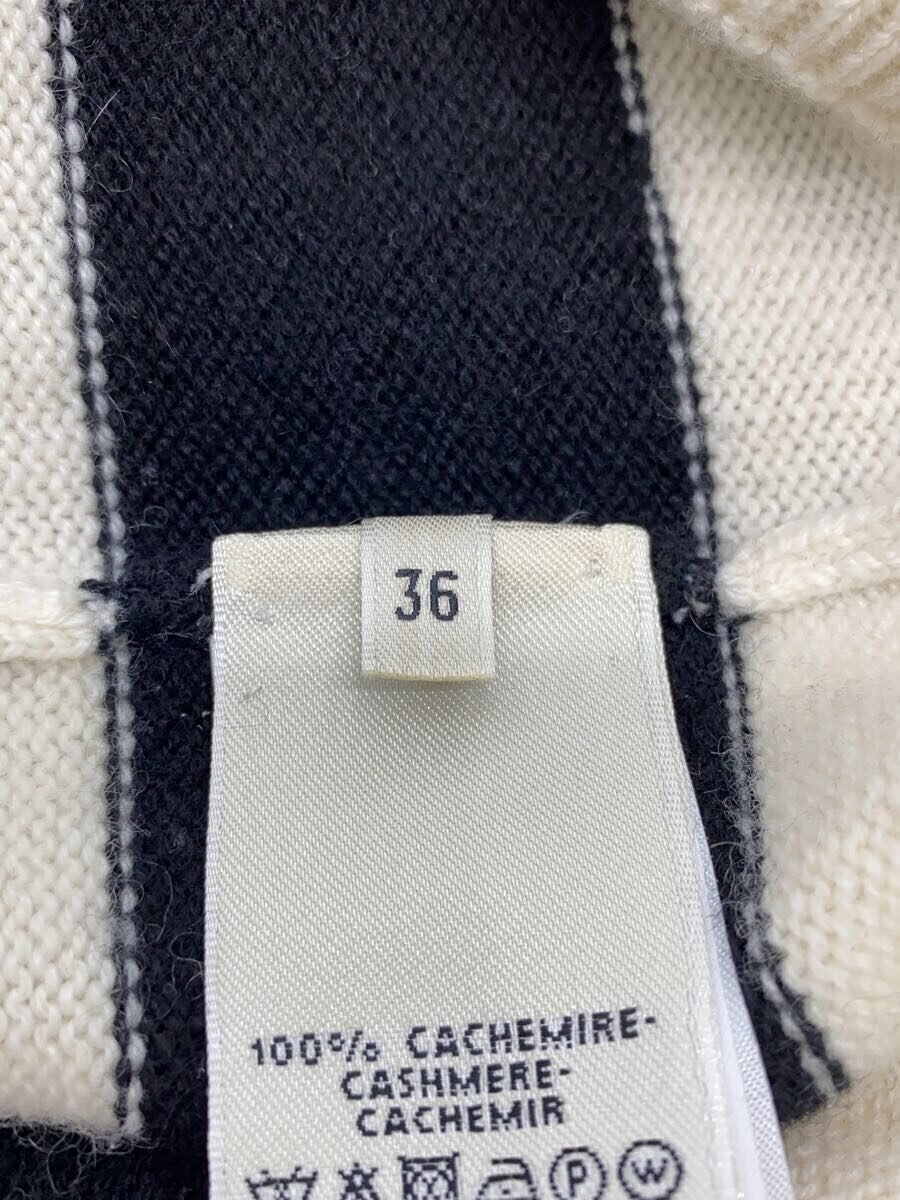 36
100% CACHEMIRE-
CASHMERE-
CACHEMIR
P W